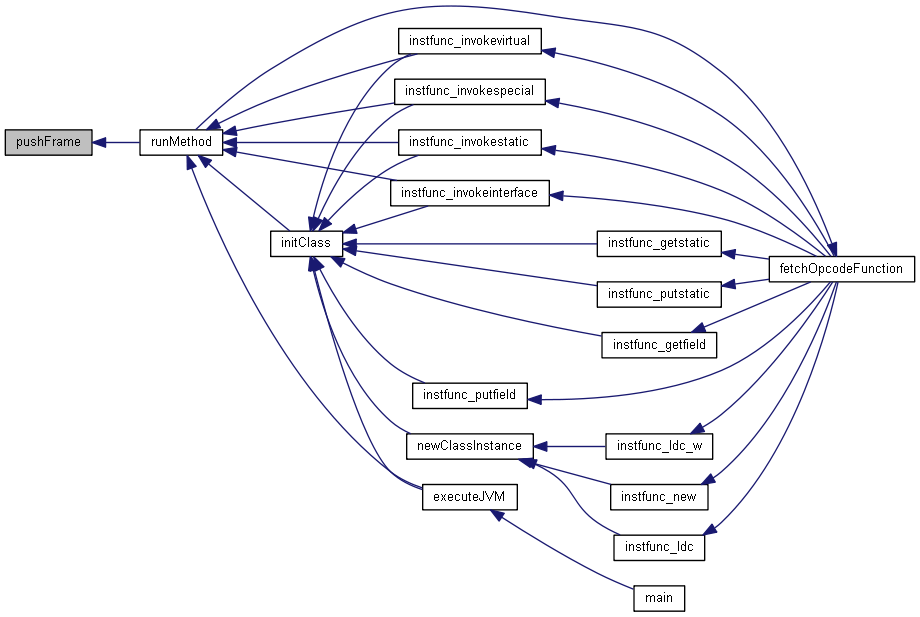 instfunc_invokevirtual
instfunc_invokespecial
pushFrame
runMethod
instfunc_invokestatic
instfunc_invokeinterface
initClass
instfunc_getstatic
fetchOpcodeFunction
instfunc_putstatic
instfunc_getfield
instfunc_putfield
newClassInstance
instfunc_ldc_w
executeJVM
instfunc_new
instfunc_ldc
main